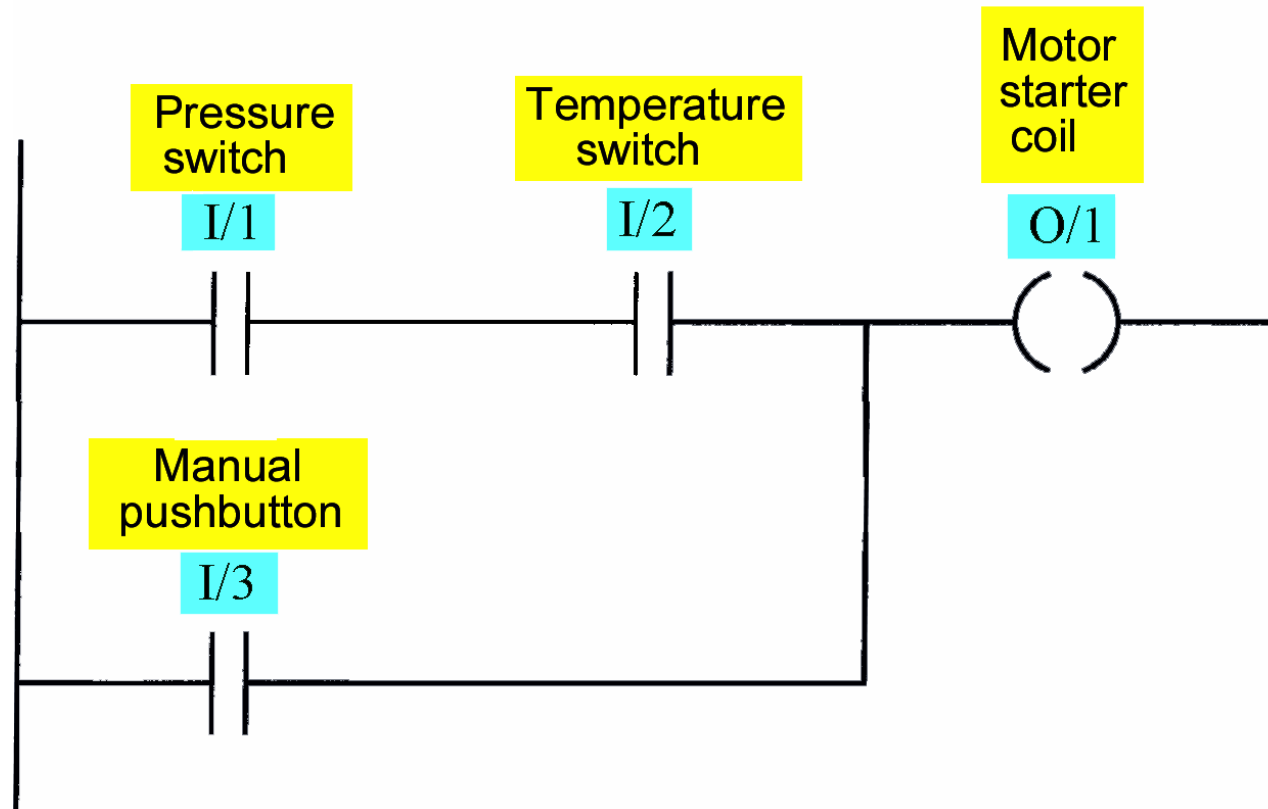 Pressure
switch
I/1
Temperature
switch
I/2
Motor
starter
coil
O/1
Manual
pushbutton
I/3